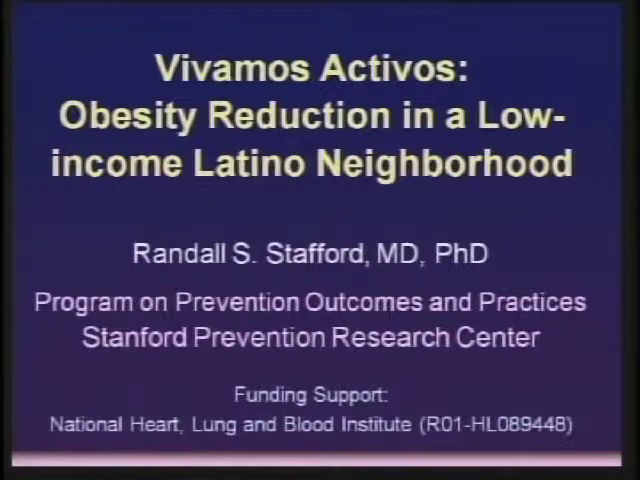 Vivamos Activos:
Obesity Reduction in a Low-
income Latino Neighborhood
Randall S. Stafford, MD, PhD
Program on Prevention Outcomes and Practices
Stanford Prevention Research Center
Funding Support:
National Heart, Lung and Blood Institute (R01-HL089448)